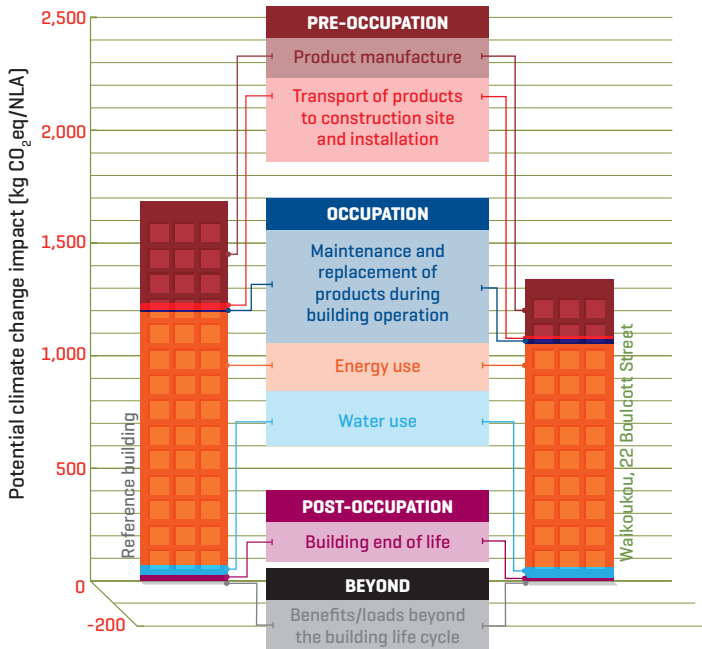 2,500
2,000
1,500
1,000
500
0
-200
Potential climate change impact [kg CO₂eq/NLA]
Reference building
PRE-OCCUPATION
Product manufacture
Transport of products
to construction site
and installation
OCCUPATION
Maintenance and
replacement of
products during
building operation
Energy use
Water use
POST-OCCUPATION
Building end of life
BEYOND
Benefits/loads beyond
the building life cycle
Waikoukou, 22 Boulcott Street